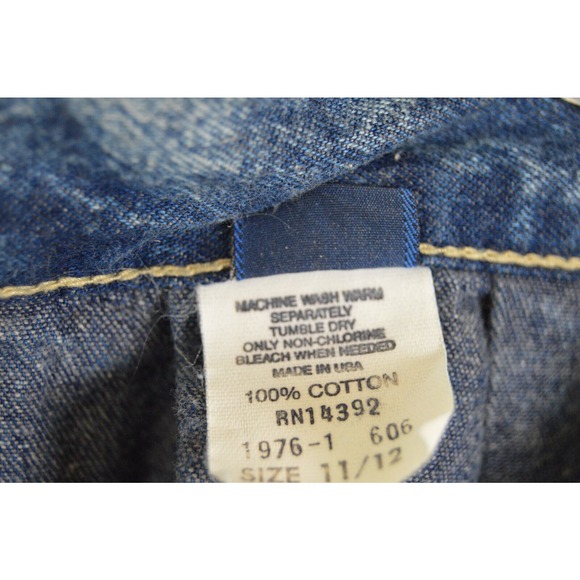 MACHINE WASH WARM
SEPARATELY
TUMBLE DRY
ONLY NON-CHLORINE
BLEACH WHEN NEEDED
MADE IN USA
100% COTTON
RN14392
1976-1 606
SIZE 11/12